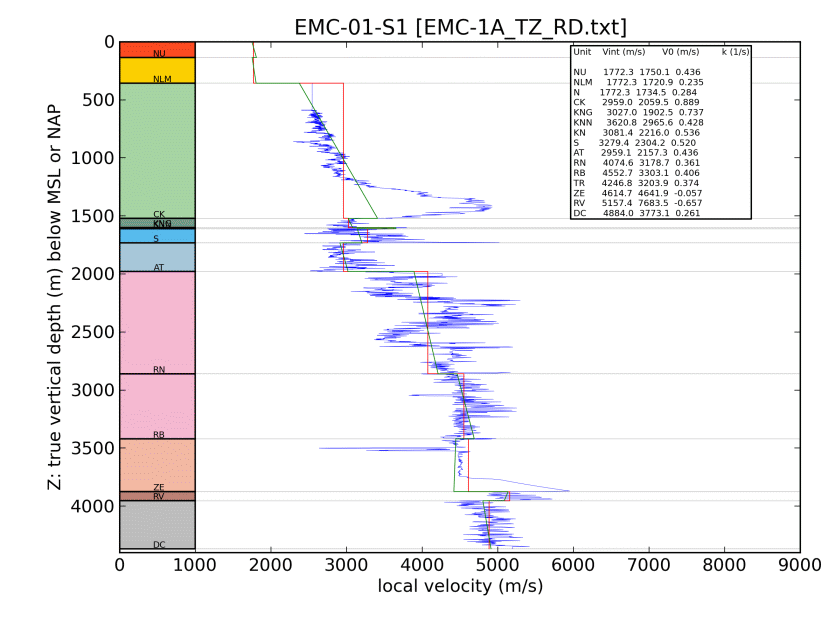 EMC-01-S1 [EMC-1A_TZ_RD.txt]
Z: true vertical depth (m) below MSL or NAP
0
500
1000
1500
2000
2500
3000
3500
4000
NU
NLM
CK
KNG
S
AT
RN
RB
ZE
RV
DC
Unit Vint (m/s) V0 (m/s) k (1/s)
NU 1772.3 1750.1 0.436
NLM 1772.3 1720.9 0.235
N 1772.3 1734.5 0.284
CK 2959.0 2059.5 0.889
KNG 3027.0 1902.5 0.737
KNN 3620.8 2965.6 0.428
KN 3081.4 2216.0 0.536
S 3279.4 2304.2 0.520
AT 2959.1 2157.3 0.436
RN 4074.6 3178.7 0.361
RB 4552.7 3303.1 0.406
TR 4246.8 3203.9 0.374
ZE 4614.7 4641.9 -0.057
RV 5157.4 7683.5 -0.657
DC 4884.0 3773.1 0.261
0 1000 2000 3000 4000 5000 6000 7000 8000 9000
local velocity (m/s)